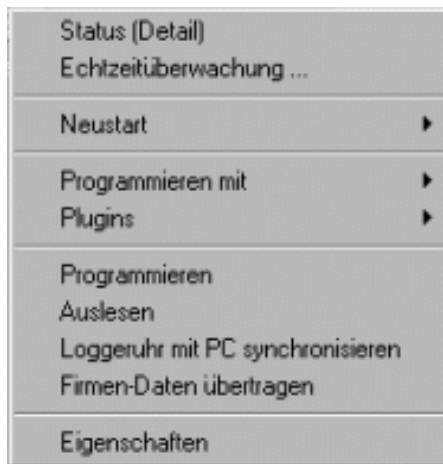 Status (Detail)
Echtzeitüberwachung ...
Neustart
Programmieren mit
Plugins
Programmieren
Auslesen
Loggeruhr mit PC synchronisieren
Firmen-Daten übertragen
Eigenschaften